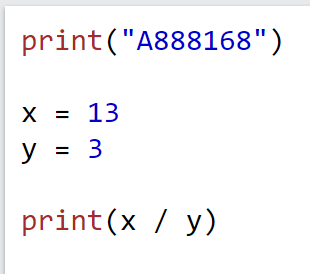 print("A888168")
x = 13
y = 3
print(x / y)